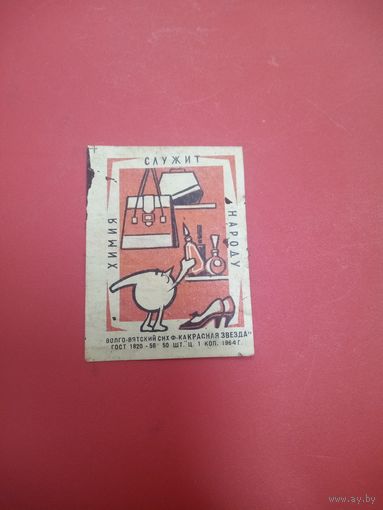 СЛУЖИТ
ХИМИЯ
НАРОДУ
ВОЛГО-ВЯТСКИЙ СНХ Ф-КА КРАСНАЯ ЗВЕЗДА"
ГОСТ 1820-56 50 ШТ. Ц. 1 КОП. 1964 Г.
www.ay.by